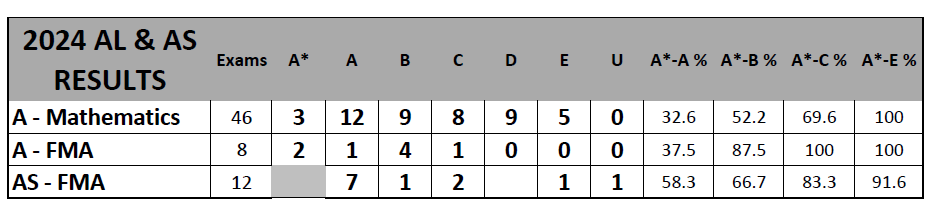 2024 AL & AS RESULTS Exams A* A B C D E U A*-A % A*-B % A*-C % A*-E %
A - Mathematics 46 3 12 9 8 9 5 0 32.6 52.2 69.6 100
A - FMA 8 2 1 4 1 0 0 0 37.5 87.5 100 100
AS - FMA 12 7 1 2 1 1 58.3 66.7 83.3 91.6